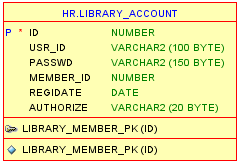 HR.LIBRARY_ACCOUNT
P * ID NUMBER
USR_ID VARCHAR2 (100 BYTE)
PASSWD VARCHAR2 (150 BYTE)
MEMBER_ID NUMBER
REGIDATE DATE
AUTHORIZE VARCHAR2 (20 BYTE)
LIBRARY_MEMBER_PK (ID)
LIBRARY_MEMBER_PK (ID)